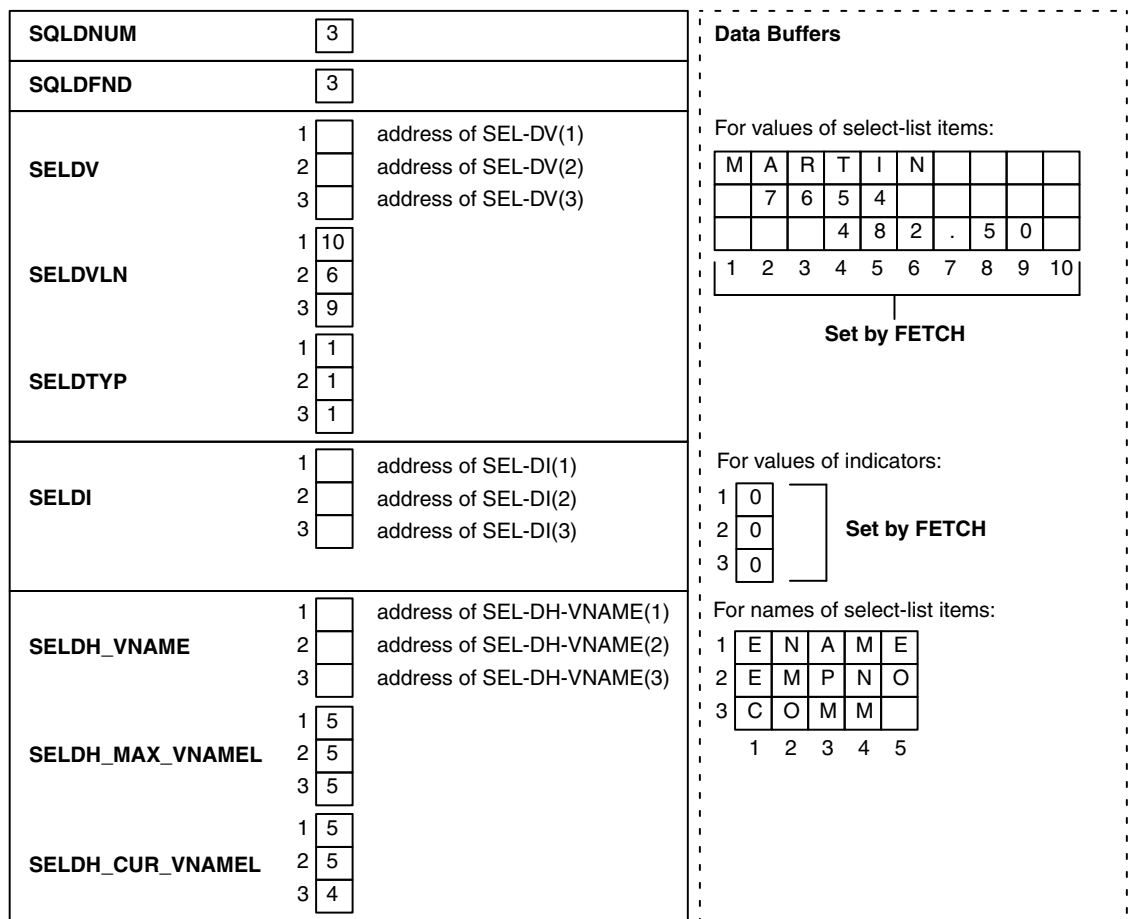 SQLDNUM 3
SQLDFND 3
SELDV
1 address of SEL-DV(1)
2 address of SEL-DV(2)
3 address of SEL-DV(3)
SELDVLN
1 10
2 6
3 9
SELDTYP
1 1
2 1
3 1
SELDI
1 address of SEL-DI(1)
2 address of SEL-DI(2)
3 address of SEL-DI(3)
SELDH_VNAME
1 address of SEL-DH-VNAME(1)
2 address of SEL-DH-VNAME(2)
3 address of SEL-DH-VNAME(3)
SELDH_MAX_VNAMEL
1 5
2 5
3 5
SELDH_CUR_VNAMEL
1 5
2 5
3 4
Data Buffers
For values of select-list items:
M A R T I N
7 6 5 4
4 8 2 . 5 0
1 2 3 4 5 6 7 8 9 10
Set by FETCH
For values of indicators:
1 0
2 0
3 0
Set by FETCH
For names of select-list items:
1 E N A M E
2 E M P N O
3 C O M M
1 2 3 4 5